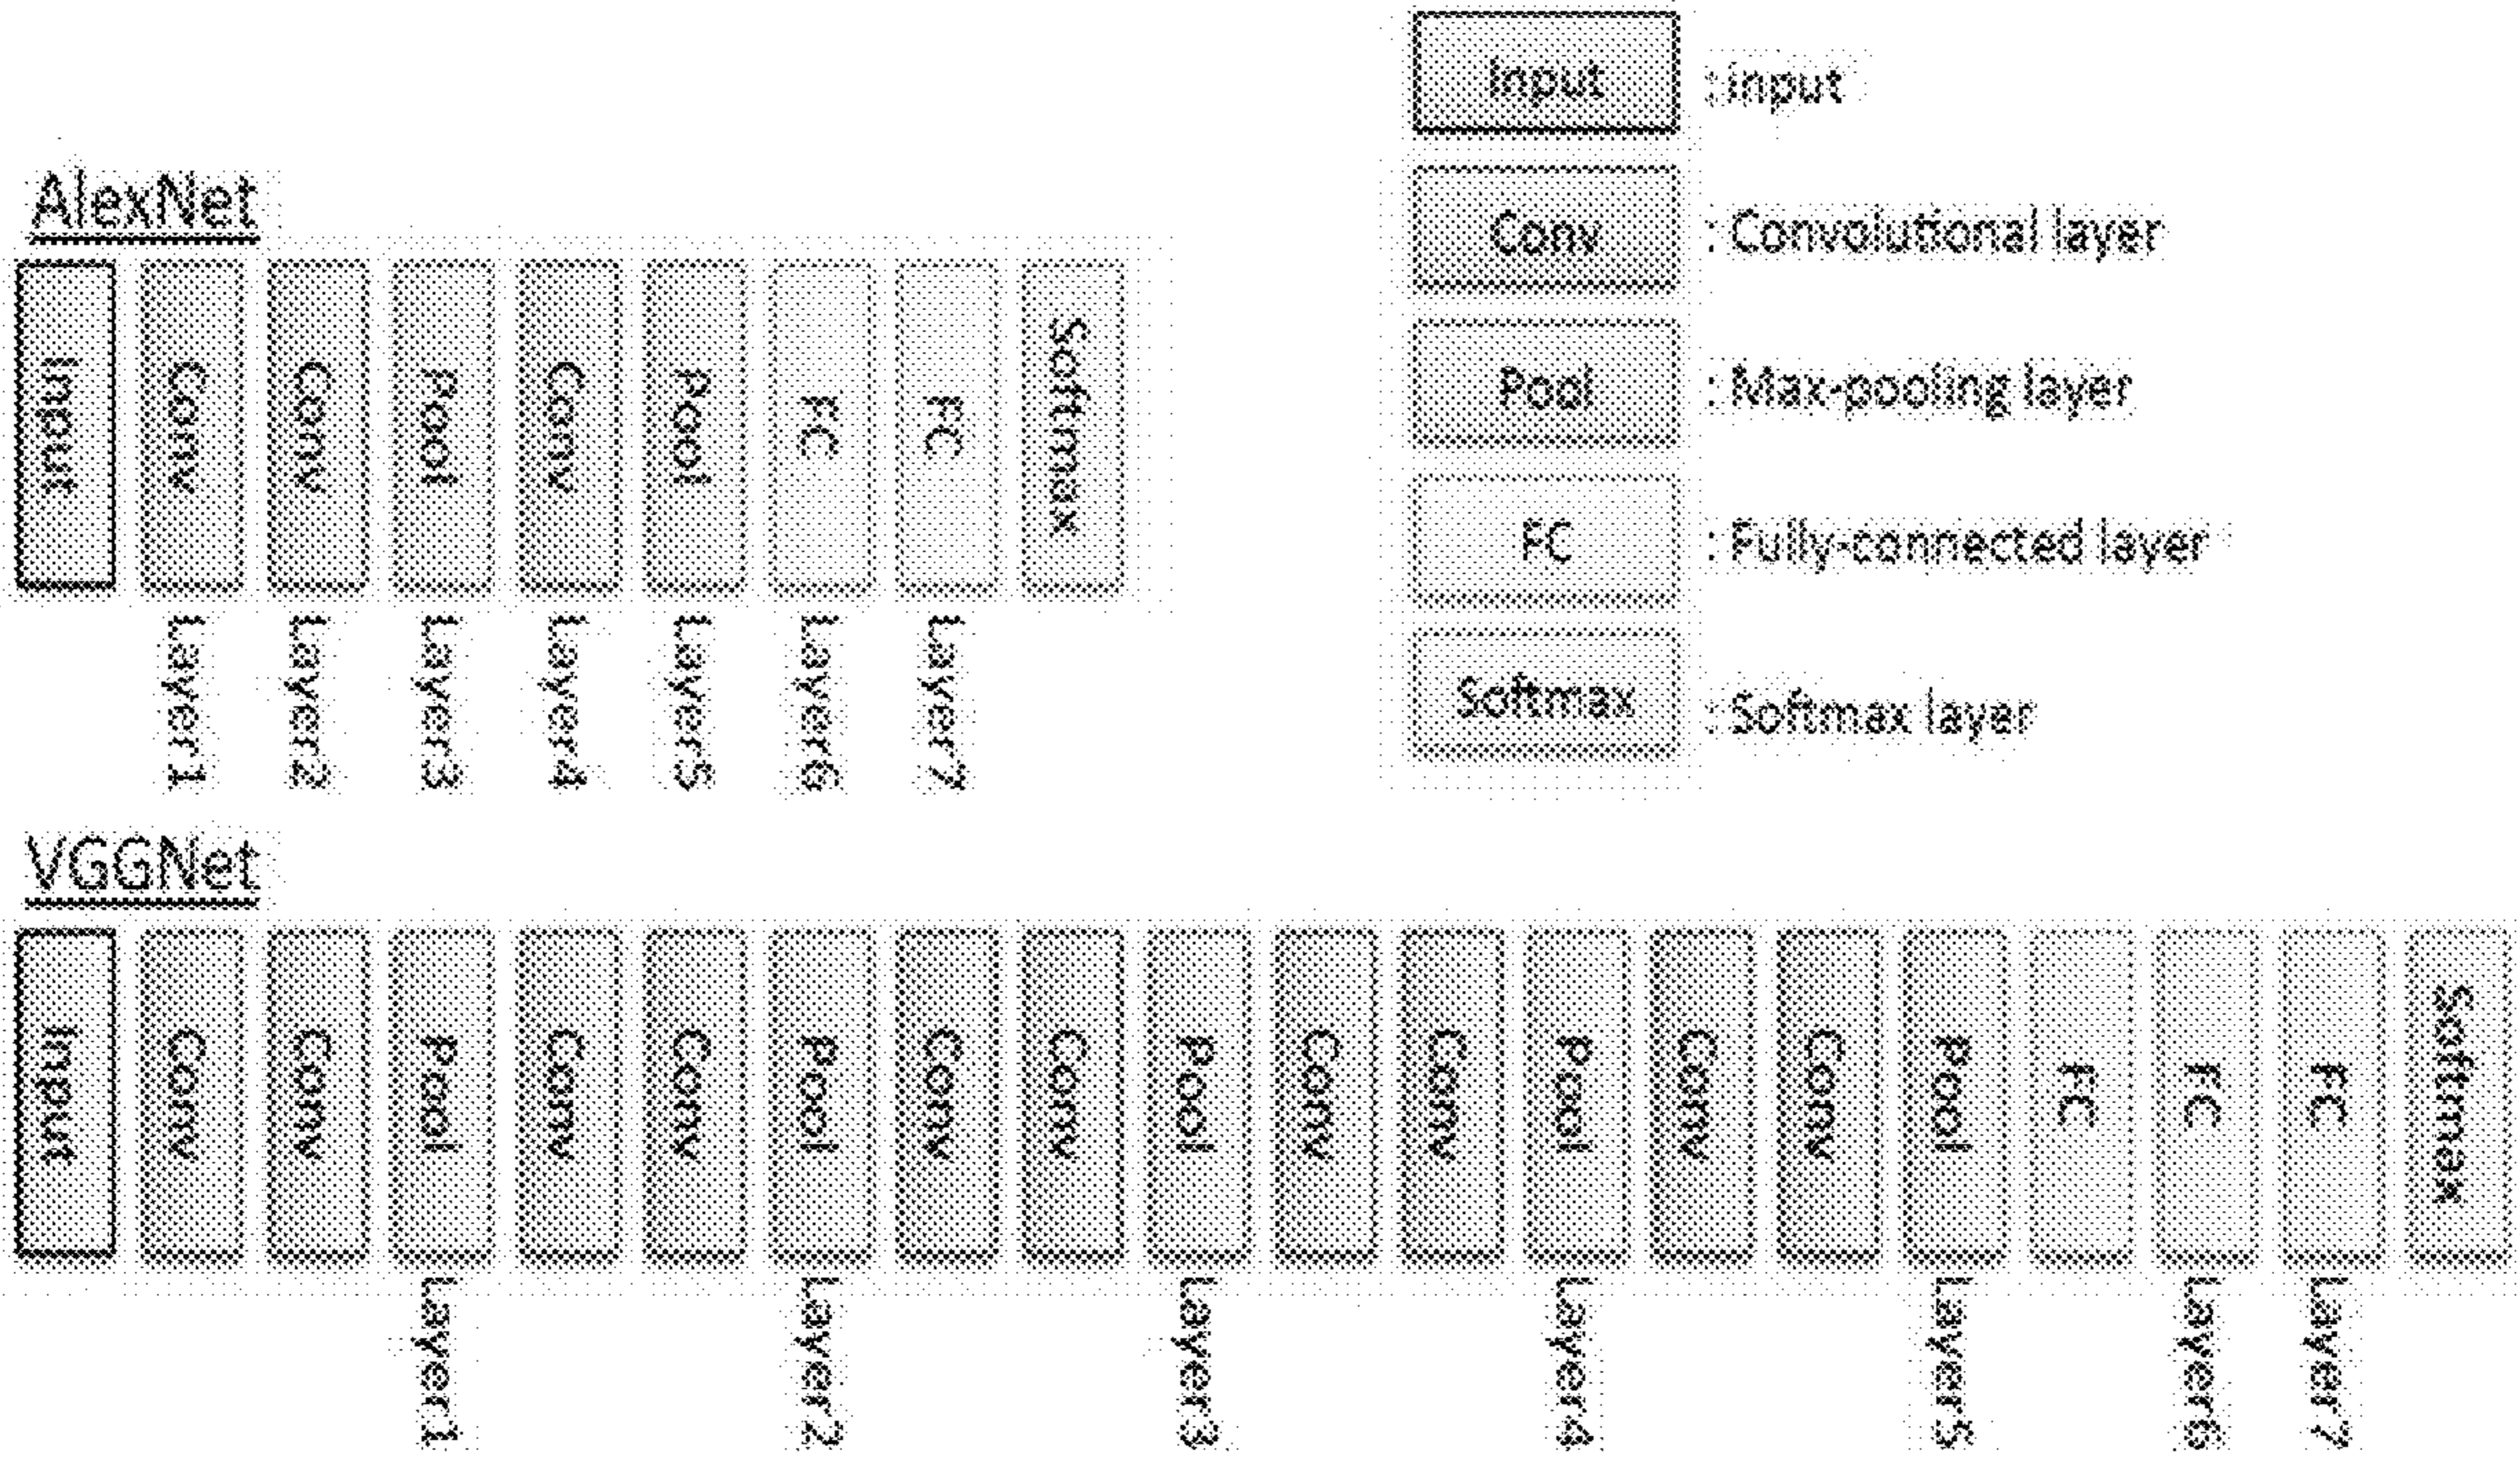 Input : input
Conv : Convolutional layer
Pool : Max-pooling layer
FC : Fully-connected layer
Softmax : Softmax layer
AlexNet
Input Conv Conv Pool Conv Pool FC FC Softmax
Layer1 Layer2 Layer3 Layer4 Layer5 Layer6 Layer7
VGGNet
Input Conv Conv Pool Conv Conv Pool Conv Conv Pool Conv Conv Pool Conv Conv Pool FC FC FC Softmax
Layer1 Layer2 Layer3 Layer4 Layer5 Layer6 Layer7